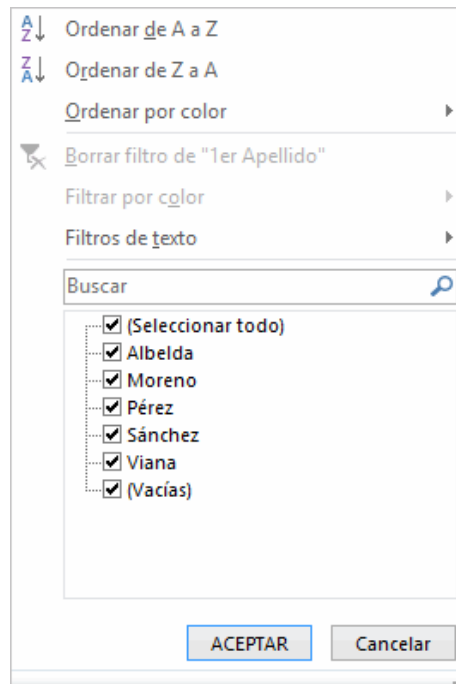 Ordenar de A a Z
Ordenar de Z a A
Ordenar por color
Borrar filtro de "1er Apellido"
Filtrar por color
Filtros de texto
Buscar
(Seleccionar todo)
Albelda
Moreno
Pérez
Sánchez
Viana
(Vacías)
ACEPTAR Cancelar